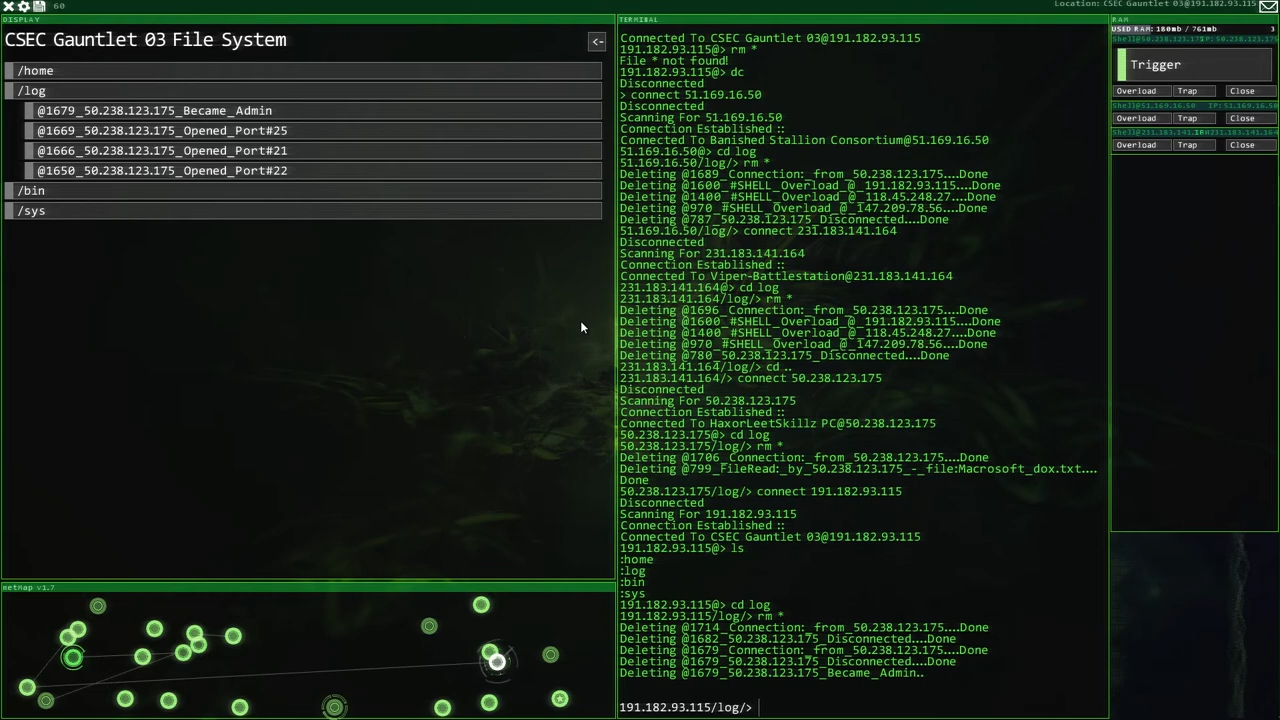 60
Location: CSEC Gauntlet 03@191.182.93.115
DISPLAY
CSEC Gauntlet 03 File System
<-
/home
/log
@1679_50.238.123.175_Became_Admin
@1669_50.238.123.175_Opened_Port#25
@1666_50.238.123.175_Opened_Port#21
@1650_50.238.123.175_Opened_Port#22
/bin
/sys
netMap v1.7
TERMINAL
Connected To CSEC Gauntlet 03@191.182.93.115
191.182.93.115@> rm *
File * not found!
191.182.93.115@> dc
Disconnected
> connect 51.169.16.50
Disconnected
Scanning For 51.169.16.50
Connection Established ::
Connected To Banished Stallion Consortium@51.169.16.50
51.169.16.50@> cd log
51.169.16.50/log/> rm *
Deleting @1689_Connection:_from_50.238.123.175....Done
Deleting @1600_#SHELL_Overload_@_191.182.93.115....Done
Deleting @1400_#SHELL_Overload_@_118.45.248.27....Done
Deleting @970_#SHELL_Overload_@_147.209.78.56....Done
Deleting @787_50.238.123.175_Disconnected....Done
51.169.16.50/log/> connect 231.183.141.164
Disconnected
Scanning For 231.183.141.164
Connection Established ::
Connected To Viper-Battlestation@231.183.141.164
231.183.141.164@> cd log
231.183.141.164/log/> rm *
Deleting @1696_Connection:_from_50.238.123.175....Done
Deleting @1600_#SHELL_Overload_@_191.182.93.115....Done
Deleting @1400_#SHELL_Overload_@_118.45.248.27....Done
Deleting @970_#SHELL_Overload_@_147.209.78.56....Done
Deleting @780_50.238.123.175_Disconnected....Done
231.183.141.164/log/> cd ..
231.183.141.164/> connect 50.238.123.175
Disconnected
Scanning For 50.238.123.175
Connection Established ::
Connected To HaxorLeetSkillz PC@50.238.123.175
50.238.123.175@> cd log
50.238.123.175/log/> rm *
Deleting @1706_Connection:_from_50.238.123.175....Done
Deleting @799_FileRead:_by_50.238.123.175_-_file:Macrosoft_dox.txt....
Done
50.238.123.175/log/> connect 191.182.93.115
Disconnected
Scanning For 191.182.93.115
Connection Established ::
Connected To CSEC Gauntlet 03@191.182.93.115
191.182.93.115@> ls
:home
:log
:bin
:sys
191.182.93.115@> cd log
191.182.93.115/log/> rm *
Deleting @1714_Connection:_from_50.238.123.175....Done
Deleting @1682_50.238.123.175_Disconnected....Done
Deleting @1679_Connection:_from_50.238.123.175....Done
Deleting @1679_50.238.123.175_Disconnected....Done
Deleting @1679_50.238.123.175_Became_Admin..
191.182.93.115/log/>
RAM
USED RAM: 180mb / 761mb 3
Trigger
Overload Trap Close
Shell@51.169.16.50 IP: 51.169.16.50
Overload Trap Close
Overload Trap Close